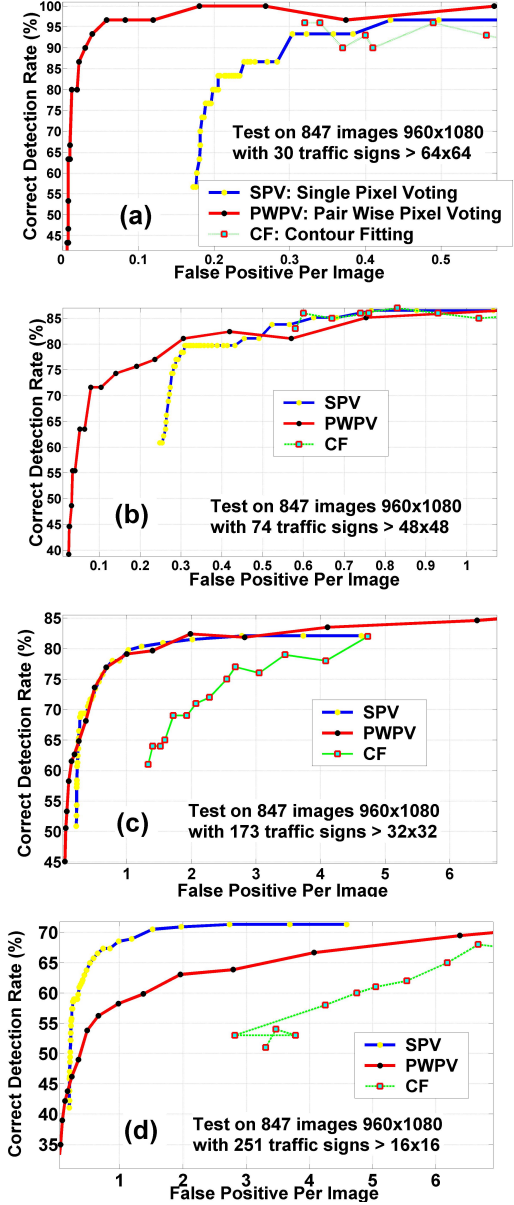 Correct Detection Rate (%)
100
95
90
85
80
75
70
65
60
55
50
45
Test on 847 images 960x1080
with 30 traffic signs > 64x64
SPV: Single Pixel Voting
PWPV: Pair Wise Pixel Voting
CF: Contour Fitting
(a)
0 0.1 0.2 0.3 0.4 0.5
False Positive Per Image
Correct Detection Rate (%)
85
80
75
70
65
60
55
50
45
40
SPV
PWPV
CF
(b)
Test on 847 images 960x1080
with 74 traffic signs > 48x48
0.1 0.2 0.3 0.4 0.5 0.6 0.7 0.8 0.9 1
False Positive Per Image
Correct Detection Rate (%)
85
80
75
70
65
60
55
50
45
SPV
PWPV
CF
(c)
Test on 847 images 960x1080
with 173 traffic signs > 32x32
1 2 3 4 5 6
False Positive Per Image
Correct Detection Rate (%)
70
65
60
55
50
45
40
35
SPV
PWPV
CF
(d)
Test on 847 images 960x1080
with 251 traffic signs > 16x16
1 2 3 4 5 6
False Positive Per Image